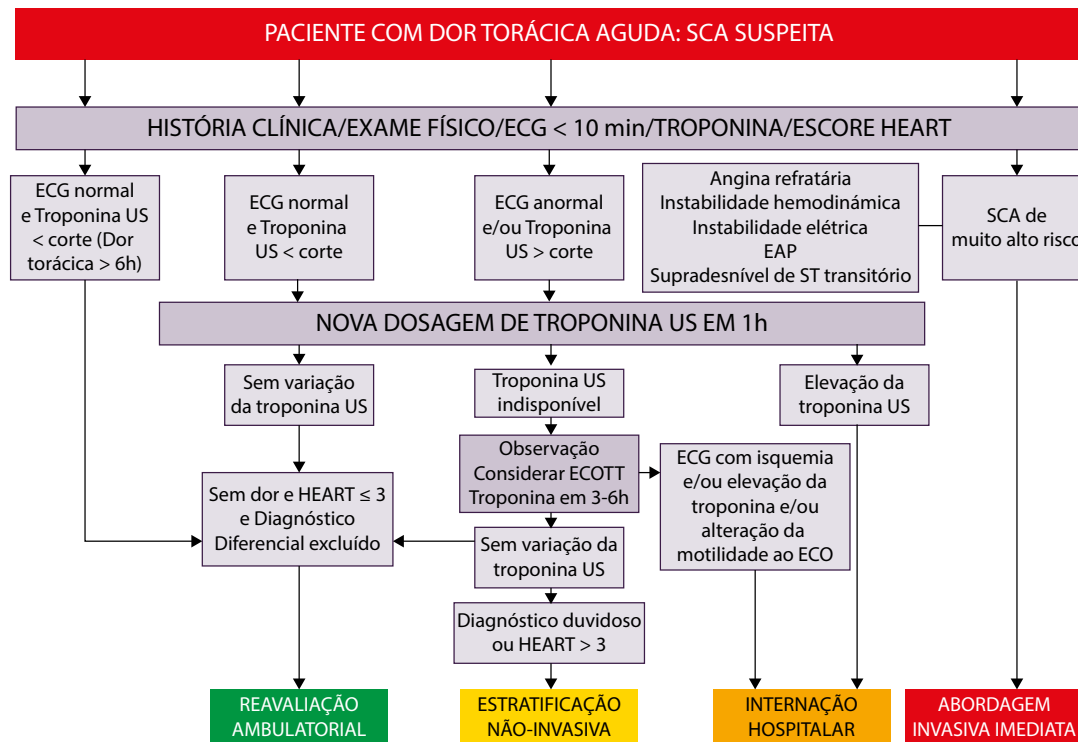 PACIENTE COM DOR TORÁCICA AGUDA: SCA SUSPEITA
HISTÓRIA CLÍNICA/EXAME FÍSICO/ECG < 10 min/TROPONINA/ESCORE HEART
ECG normal
e Troponina US
< corte (Dor
torácica > 6h)
ECG normal
e Troponina
US < corte
ECG anormal
e/ou Troponina
US > corte
Angina refratária
Instabilidade hemodinámica
Instabilidade elétrica
EAP
Supradesnível de ST transitório
SCA de
muito alto risco
NOVA DOSAGEM DE TROPONINA US EM 1h
Sem variação
da troponina US
Troponina US
indisponível
Elevação da
troponina US
Observação
Considerar ECOTT
Troponina em 3-6h
ECG com isquemia
e/ou elevação da
troponina e/ou
alteração da
motilidade ao ECO
Sem dor e HEART ≤ 3
e Diagnóstico
Diferencial excluído
Sem variação da
troponina US
Diagnóstico duvidoso
ou HEART > 3
REAVALIAÇÃO
AMBULATORIAL
ESTRATIFICAÇÃO
NÃO-INVASIVA
INTERNAÇÃO
HOSPITALAR
ABORDAGEM
INVASIVA IMEDIATA